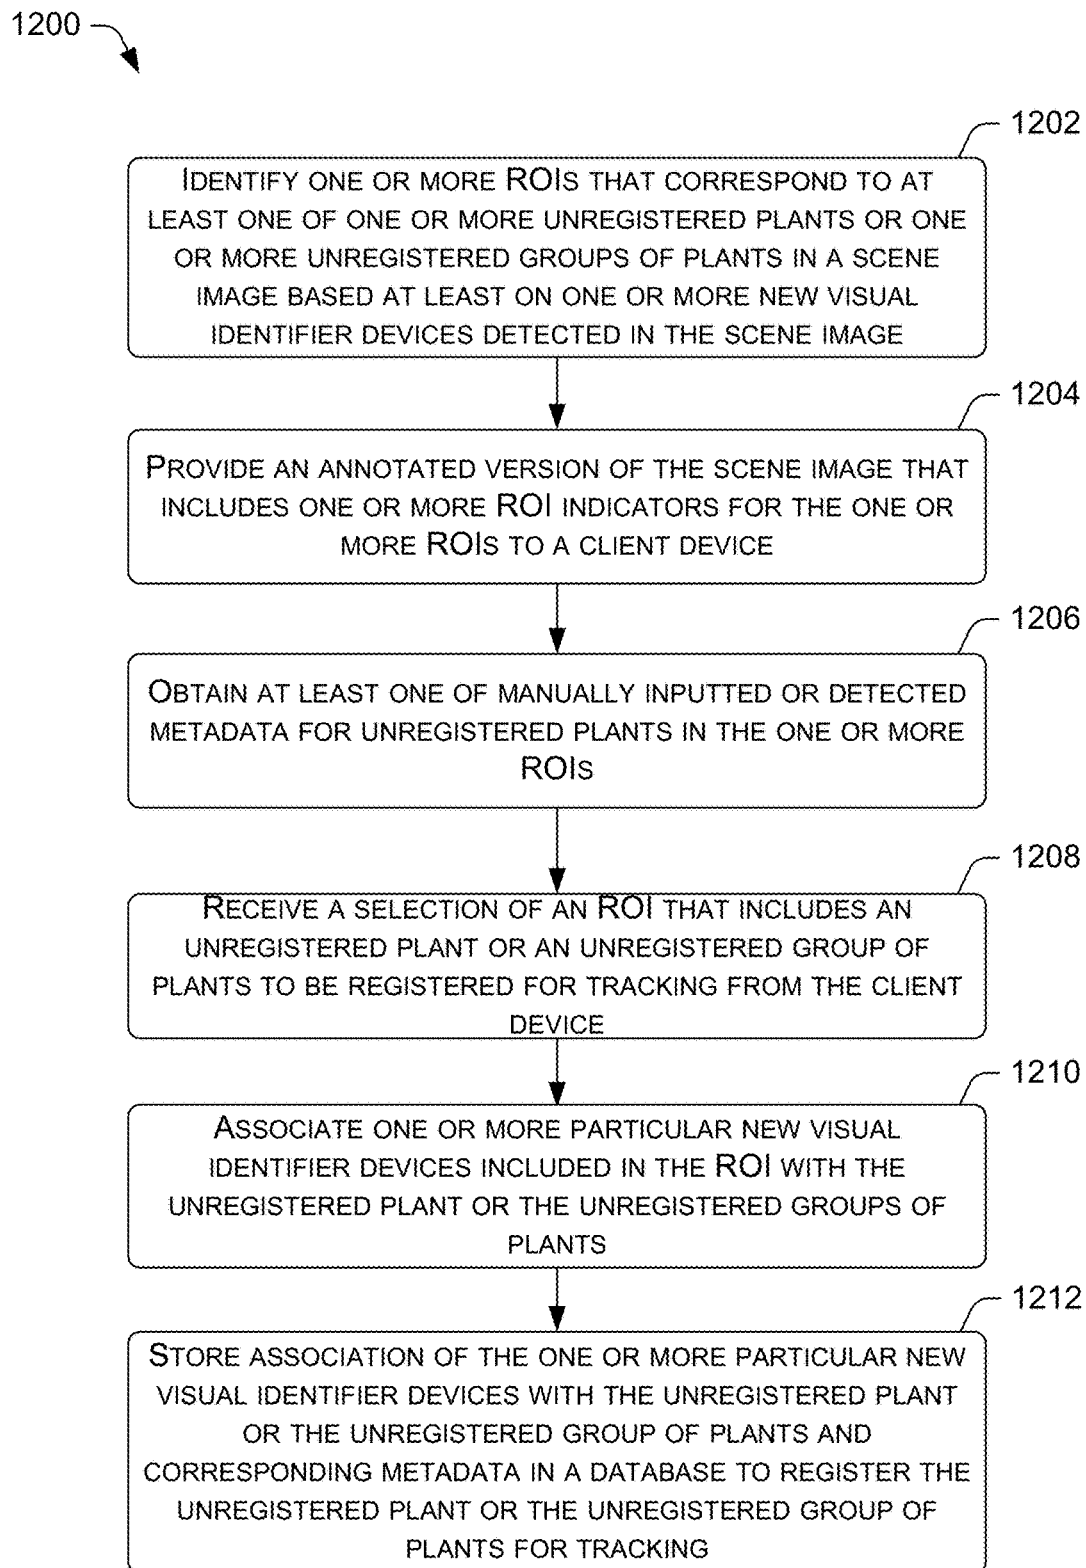 1200
1202
IDENTIFY ONE OR MORE ROIS THAT CORRESPOND TO AT
LEAST ONE OF ONE OR MORE UNREGISTERED PLANTS OR ONE
OR MORE UNREGISTERED GROUPS OF PLANTS IN A SCENE
IMAGE BASED AT LEAST ON ONE OR MORE NEW VISUAL
IDENTIFIER DEVICES DETECTED IN THE SCENE IMAGE
1204
PROVIDE AN ANNOTATED VERSION OF THE SCENE IMAGE THAT
INCLUDES ONE OR MORE ROI INDICATORS FOR THE ONE OR
MORE ROIS TO A CLIENT DEVICE
1206
OBTAIN AT LEAST ONE OF MANUALLY INPUTTED OR DETECTED
METADATA FOR UNREGISTERED PLANTS IN THE ONE OR MORE
ROIS
1208
RECEIVE A SELECTION OF AN ROI THAT INCLUDES AN
UNREGISTERED PLANT OR AN UNREGISTERED GROUP OF
PLANTS TO BE REGISTERED FOR TRACKING FROM THE CLIENT
DEVICE
1210
ASSOCIATE ONE OR MORE PARTICULAR NEW VISUAL
IDENTIFIER DEVICES INCLUDED IN THE ROI WITH THE
UNREGISTERED PLANT OR THE UNREGISTERED GROUPS OF
PLANTS
1212
STORE ASSOCIATION OF THE ONE OR MORE PARTICULAR NEW
VISUAL IDENTIFIER DEVICES WITH THE UNREGISTERED PLANT
OR THE UNREGISTERED GROUP OF PLANTS AND
CORRESPONDING METADATA IN A DATABASE TO REGISTER THE
UNREGISTERED PLANT OR THE UNREGISTERED GROUP OF
PLANTS FOR TRACKING